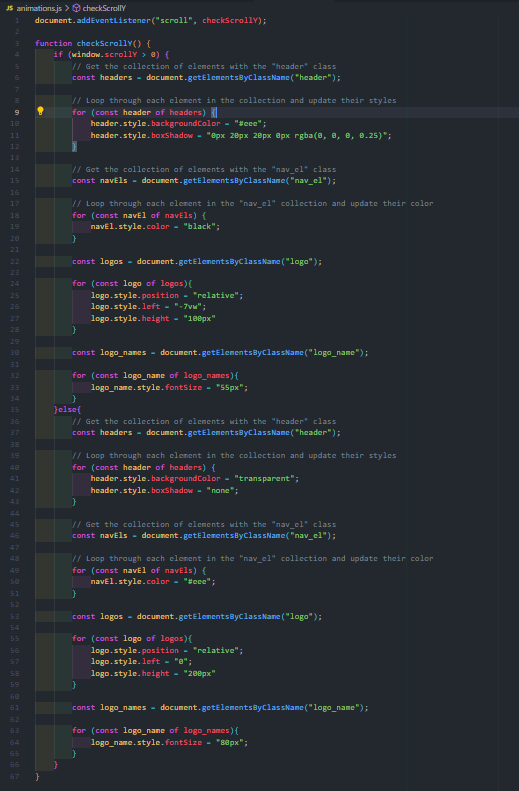 JS animations.js > checkScrollY
1 document.addEventListener("scroll", checkScrollY);
2
3 function checkScrollY() {
4 if (window.scrollY > 0) {
5 // Get the collection of elements with the "header" class
6 const headers = document.getElementsByClassName("header");
7
8 // Loop through each element in the collection and update their styles
9 for (const header of headers) {
10 header.style.backgroundColor = "#eee";
11 header.style.boxShadow = "0px 20px 20px 0px rgba(0, 0, 0, 0.25)";
12 }
13
14 // Get the collection of elements with the "nav_el" class
15 const navEls = document.getElementsByClassName("nav_el");
16
17 // Loop through each element in the "nav_el" collection and update their color
18 for (const navEl of navEls) {
19 navEl.style.color = "black";
20 }
21
22 const logos = document.getElementsByClassName("logo");
23
24 for (const logo of logos){
25 logo.style.position = "relative";
26 logo.style.left = "-7vw";
27 logo.style.height = "100px"
28 }
29
30 const logo_names = document.getElementsByClassName("logo_name");
31
32 for (const logo_name of logo_names){
33 logo_name.style.fontSize = "55px";
34 }
35 }else{
36 // Get the collection of elements with the "header" class
37 const headers = document.getElementsByClassName("header");
38
39 // Loop through each element in the collection and update their styles
40 for (const header of headers) {
41 header.style.backgroundColor = "transparent";
42 header.style.boxShadow = "none";
43 }
44
45 // Get the collection of elements with the "nav_el" class
46 const navEls = document.getElementsByClassName("nav_el");
47
48 // Loop through each element in the "nav_el" collection and update their color
49 for (const navEl of navEls) {
50 navEl.style.color = "#eee";
51 }
52
53 const logos = document.getElementsByClassName("logo");
54
55 for (const logo of logos){
56 logo.style.position = "relative";
57 logo.style.left = "0";
58 logo.style.height = "200px"
59 }
60
61 const logo_names = document.getElementsByClassName("logo_name");
62
63 for (const logo_name of logo_names){
64 logo_name.style.fontSize = "80px";
65 }
66 }
67 }